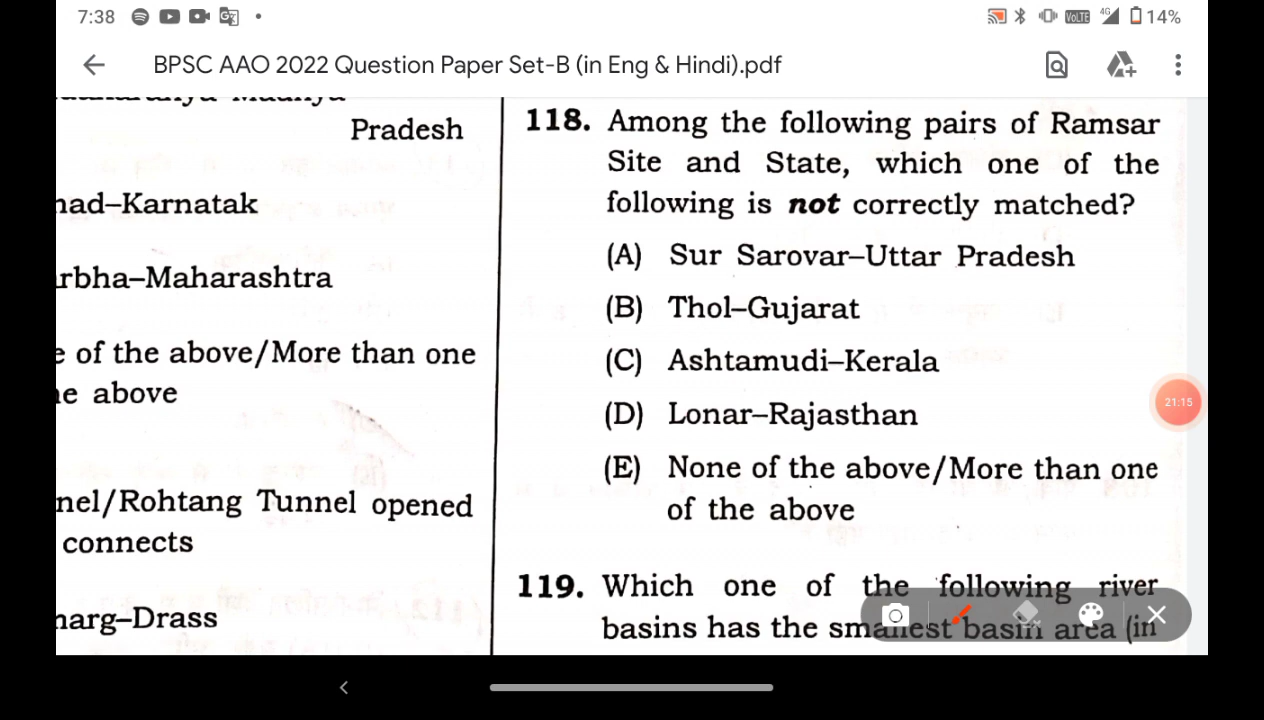 7:38
VoLTE 4G 14%
BPSC AAO 2022 Question Paper Set-B (in Eng & Hindi).pdf
Pradesh
nad–Karnatak
rbha–Maharashtra
e of the above/More than one
ne above
nel/Rohtang Tunnel opened
connects
marg–Drass
118. Among the following pairs of Ramsar
Site and State, which one of the
following is not correctly matched?
(A) Sur Sarovar–Uttar Pradesh
(B) Thol–Gujarat
(C) Ashtamudi–Kerala
(D) Lonar–Rajasthan
(E) None of the above/More than one
of the above
21:15
119. Which one of the following river
basins has the smallest basin area (in